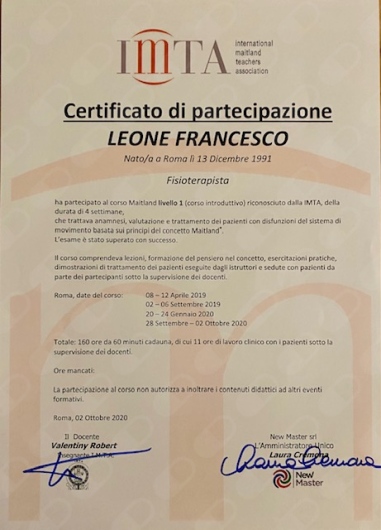 IMTA
international
maitland
teachers
association
Certificato di partecipazione
LEONE FRANCESCO
Nato/a a Roma lì 13 Dicembre 1991
Fisioterapista
ha partecipato al corso Maitland livello 1 (corso introduttivo) riconosciuto dalla IMTA, della
durata di 4 settimane,
che trattava anamnesi, valutazione e trattamento dei pazienti con disfunzioni del sistema di
movimento basata sui principi del concetto Maitland®.
L'esame è stato superato con successo.
Il corso comprendeva lezioni, formazione del pensiero nel concetto, esercitazioni pratiche,
dimostrazioni di trattamento dei pazienti eseguite dagli istruttori e sedute con pazienti da
parte dei partecipanti sotto la supervisione dei docenti.
Roma, date del corso: 08 – 12 Aprile 2019
02 – 06 Settembre 2019
20 – 24 Gennaio 2020
28 Settembre – 02 Ottobre 2020
Totale: 160 ore da 60 minuti cadauna, di cui 11 ore di lavoro clinico con i pazienti sotto la
supervisione dei docenti.
Ore mancati:
La partecipazione al corso non autorizza a inoltrare i contenuti didattici ad altri eventi
formativi.
Roma, 02 Ottobre 2020
Il Docente
Valentiny Robert
Insegnante I.M.T.A.
New Master srl
L'Amministratore Unico
Laura Cremona
Laura Cremona
New
Master